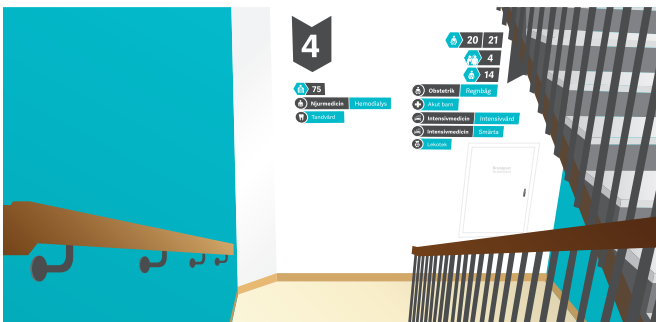 4
75
Njurmedicin Hemodialys
Tandvård
20 21
4
14
Obstetrik Regnbåg
Akut barn
Intensivmedicin Intensivvård
Intensivmedicin Smärta
Lekotek